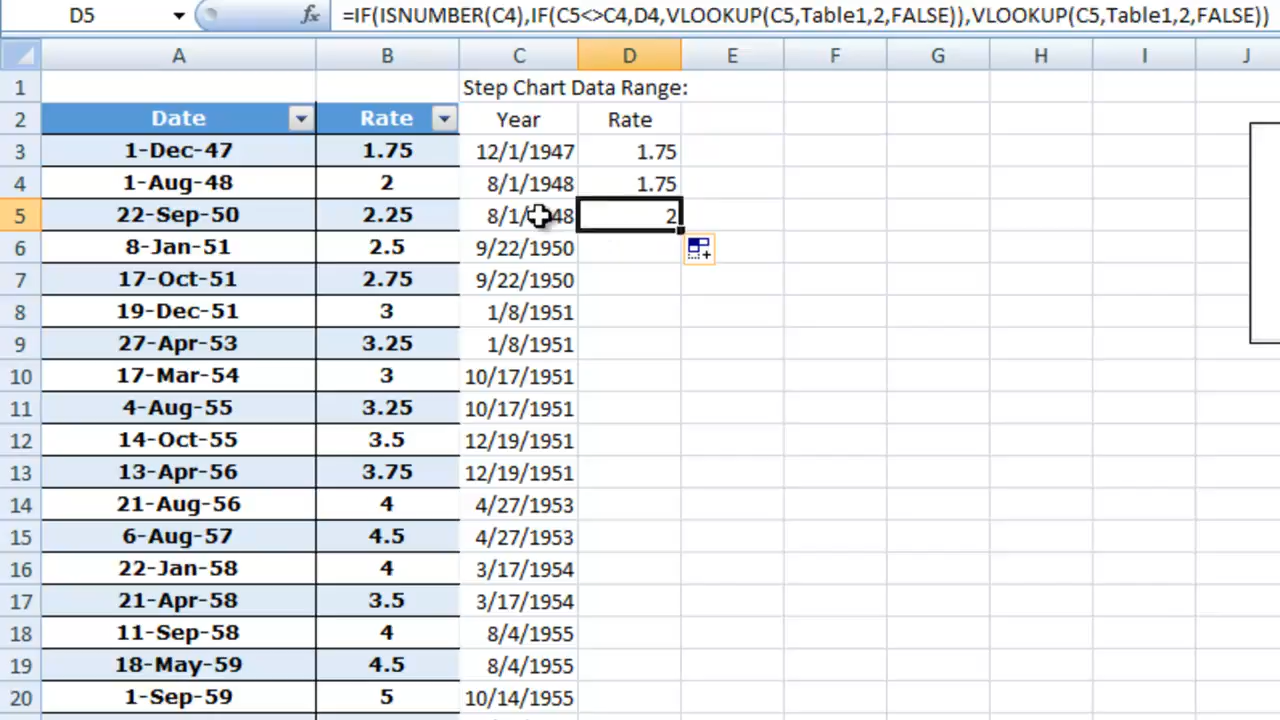 D5 fx =IF(ISNUMBER(C4),IF(C5<>C4,D4,VLOOKUP(C5,Table1,2,FALSE)),VLOOKUP(C5,Table1,2,FALSE))
A B C D E F G H I J
1 Step Chart Data Range:
2 Date Rate Year Rate
3 1-Dec-47 1.75 12/1/1947 1.75
4 1-Aug-48 2 8/1/1948 1.75
5 22-Sep-50 2.25 8/1/ 48 2
6 8-Jan-51 2.5 9/22/1950
7 17-Oct-51 2.75 9/22/1950
8 19-Dec-51 3 1/8/1951
9 27-Apr-53 3.25 1/8/1951
10 17-Mar-54 3 10/17/1951
11 4-Aug-55 3.25 10/17/1951
12 14-Oct-55 3.5 12/19/1951
13 13-Apr-56 3.75 12/19/1951
14 21-Aug-56 4 4/27/1953
15 6-Aug-57 4.5 4/27/1953
16 22-Jan-58 4 3/17/1954
17 21-Apr-58 3.5 3/17/1954
18 11-Sep-58 4 8/4/1955
19 18-May-59 4.5 8/4/1955
20 1-Sep-59 5 10/14/1955